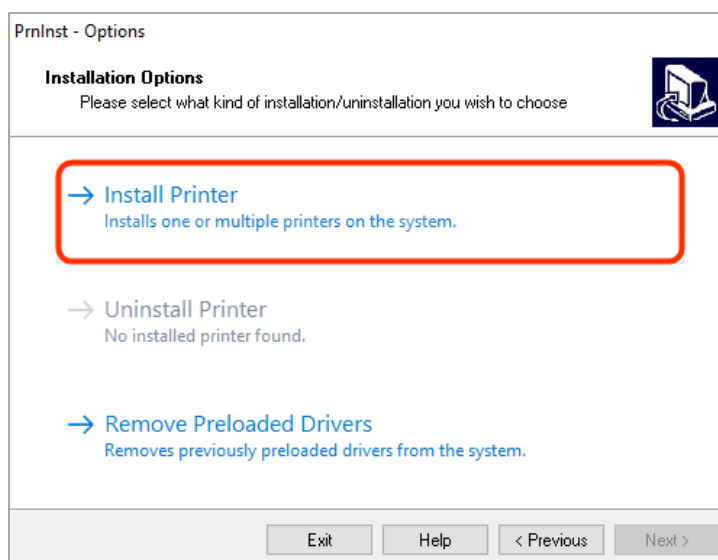 PrnInst - Options
Installation Options
Please select what kind of installation/uninstallation you wish to choose
Install Printer
Installs one or multiple printers on the system.
Uninstall Printer
No installed printer found.
Remove Preloaded Drivers
Removes previously preloaded drivers from the system.
Exit Help < Previous Next >